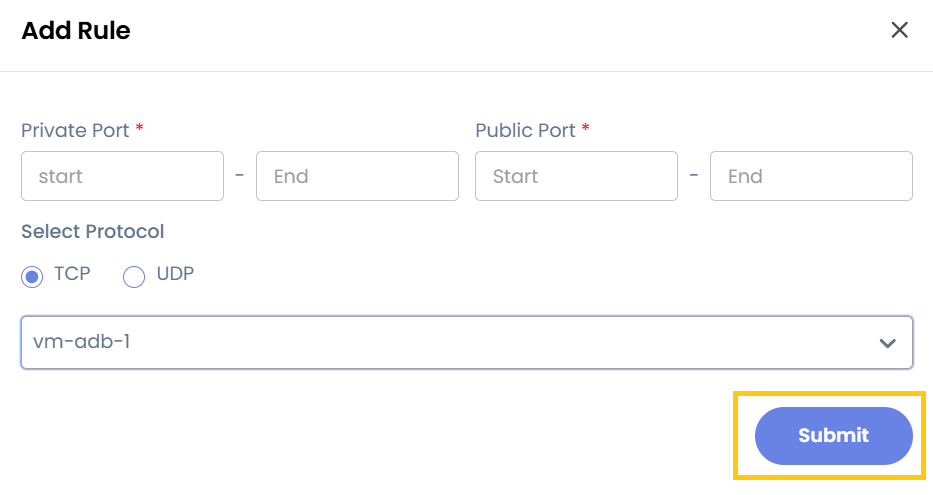 Add Rule
Private Port * Public Port *
start - End Start - End
Select Protocol
TCP UDP
vm-adb-1
Submit